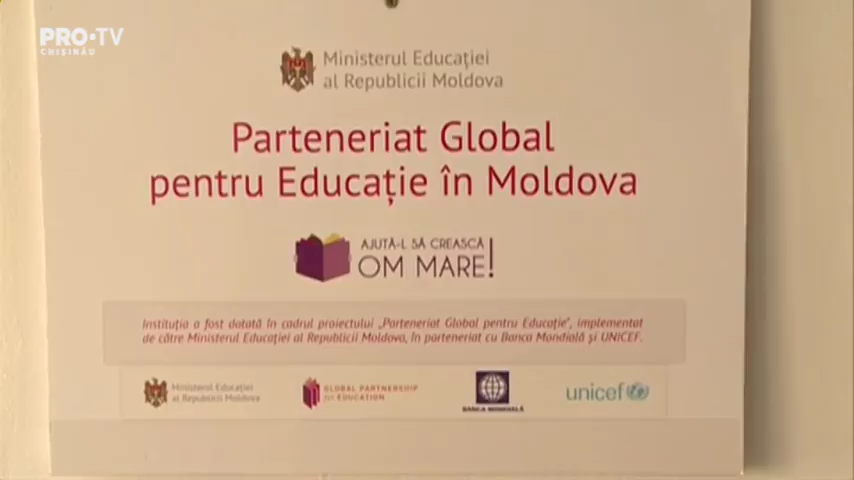 PRO•TV
CHIȘINĂU
Ministerul Educației
al Republicii Moldova
Parteneriat Global
pentru Educație în Moldova
AJUTĂ-L SĂ CREASCĂ
OM MARE!
Instituția a fost dotată în cadrul proiectului „Parteneriat Global pentru Educație”, implementat
de către Ministerul Educației al Republicii Moldova, în parteneriat cu Banca Mondială și UNICEF.
Ministerul Educației
al Republicii Moldova
GLOBAL PARTNERSHIP
for EDUCATION
BANCA MONDIALĂ
unicef